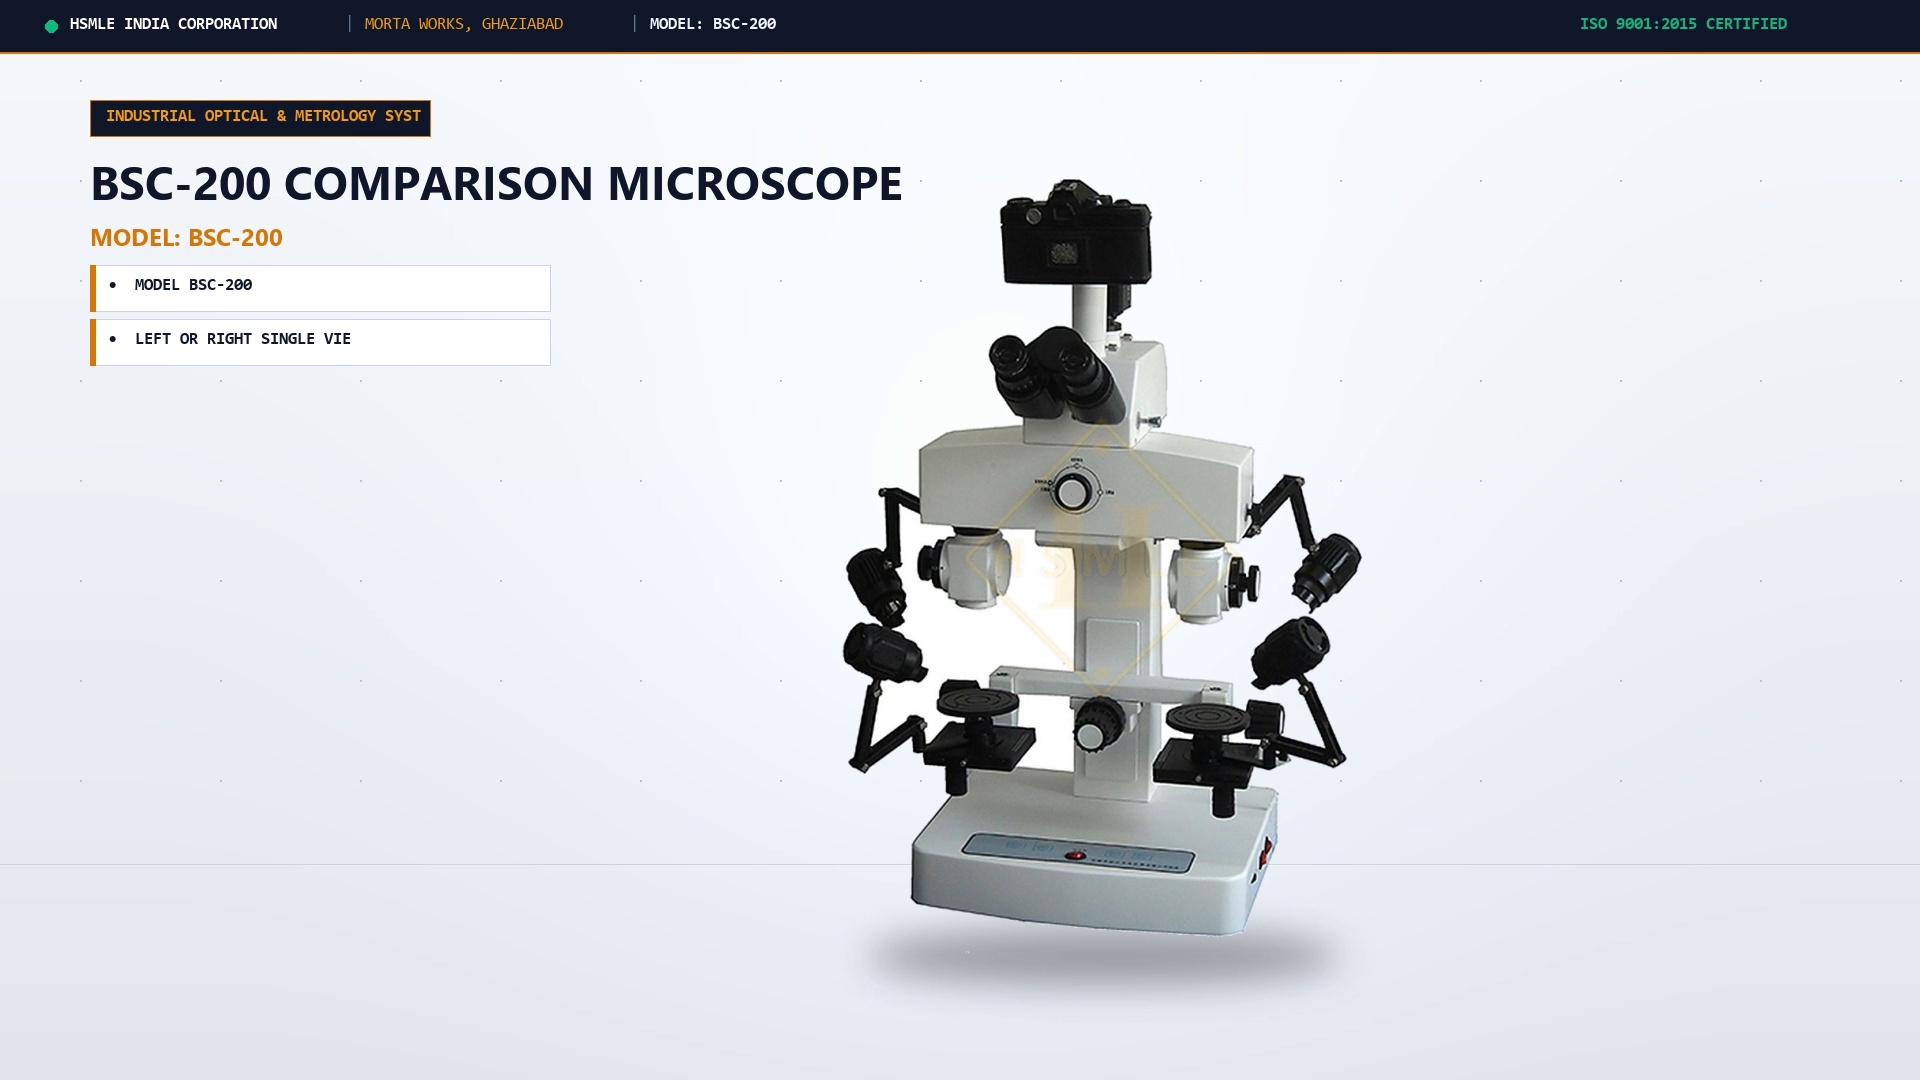 HSMLE INDIA CORPORATION
MORTA WORKS, GHAZIABAD
MODEL: BSC-200
ISO 9001:2015 CERTIFIED
INDUSTRIAL OPTICAL & METROLOGY SYST
BSC-200 COMPARISON MICROSCOPE
MODEL: BSC-200
• MODEL BSC-200
• LEFT OR RIGHT SINGLE VIE
H
HSMLE